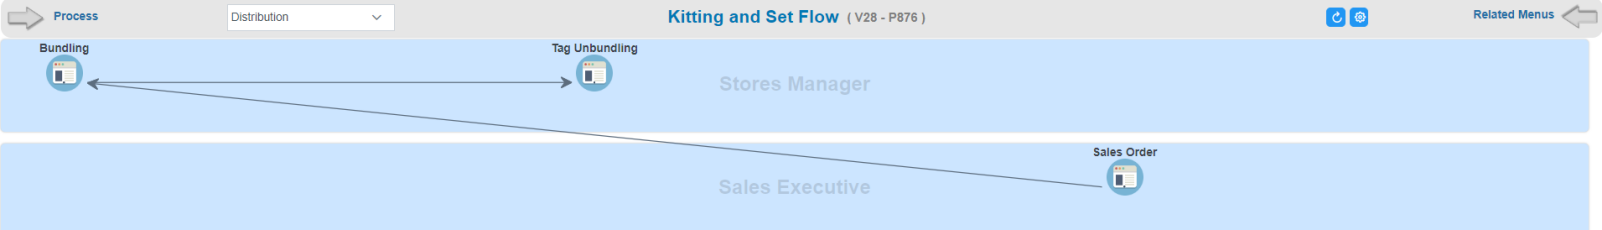 Process
Distribution
Kitting and Set Flow ( V28 - P876 )
Related Menus
Bundling
Tag Unbundling
Stores Manager
Sales Order
Sales Executive